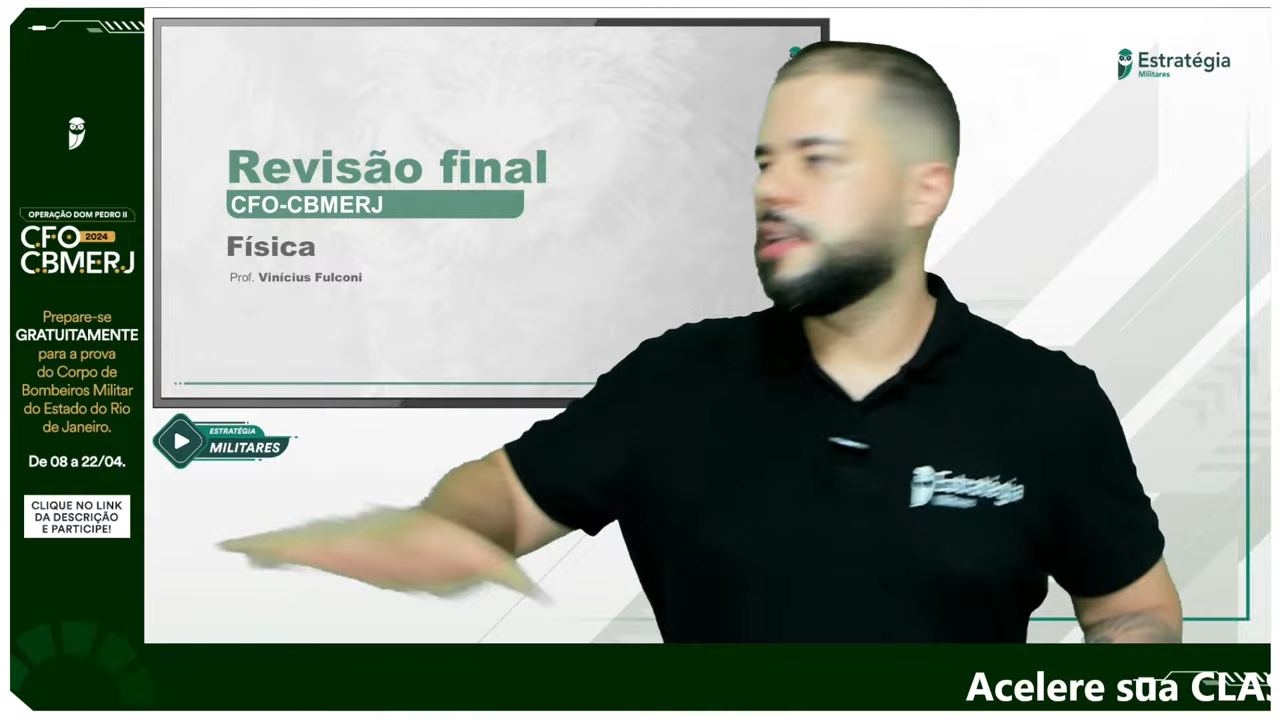 OPERAÇÃO DOM PEDRO II
CFO 2024
CBMERJ
Prepare-se
GRATUITAMENTE
para a prova
do Corpo de
Bombeiros Militar
do Estado do Rio
de Janeiro.
De 08 a 22/04.
CLIQUE NO LINK
DA DESCRIÇÃO
E PARTICIPE!
Revisão final
CFO-CBMERJ
Física
Prof. Vinícius Fulconi
ESTRATÉGIA
MILITARES
Estratégia
Militares
Estratégia
Acelere sua